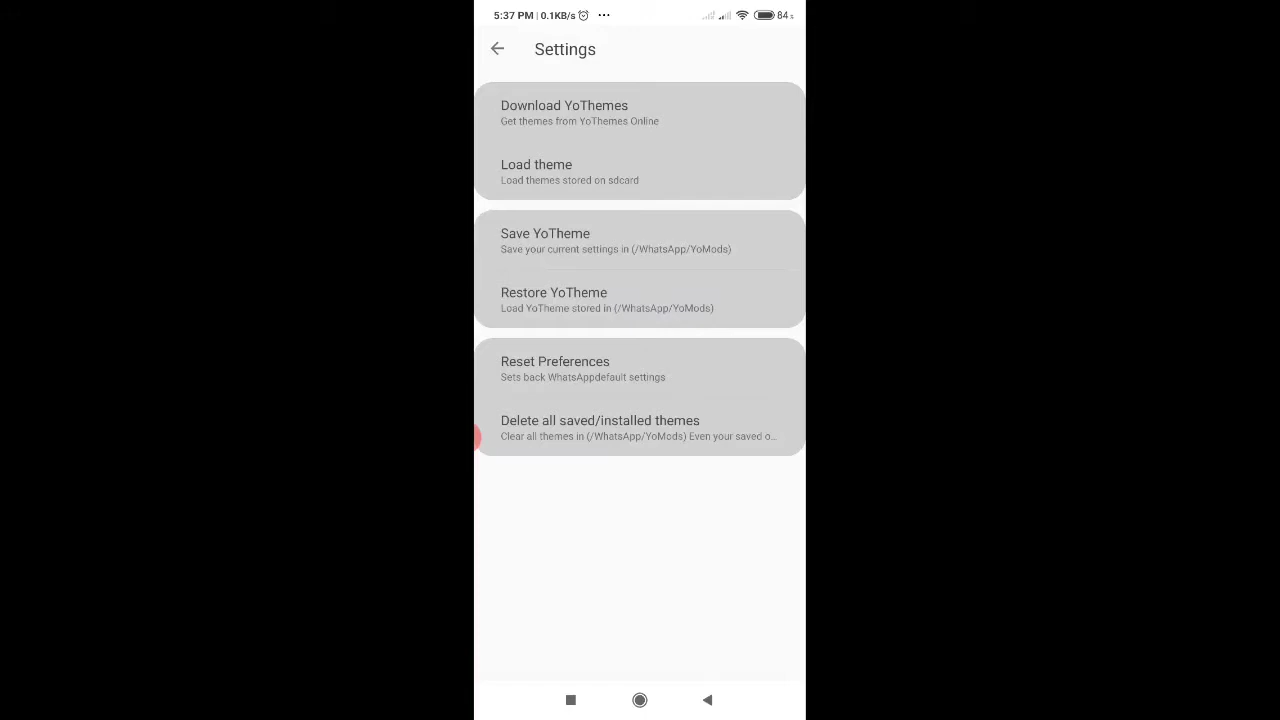 5:37 PM | 0.1KB/s ... 84
Settings
Download YoThemes
Get themes from YoThemes Online
Load theme
Load themes stored on sdcard
Save YoTheme
Save your current settings in (/WhatsApp/YoMods)
Restore YoTheme
Load YoTheme stored in (/WhatsApp/YoMods)
Reset Preferences
Sets back WhatsAppdefault settings
Delete all saved/installed themes
Clear all themes in (/WhatsApp/YoMods) Even your saved o...